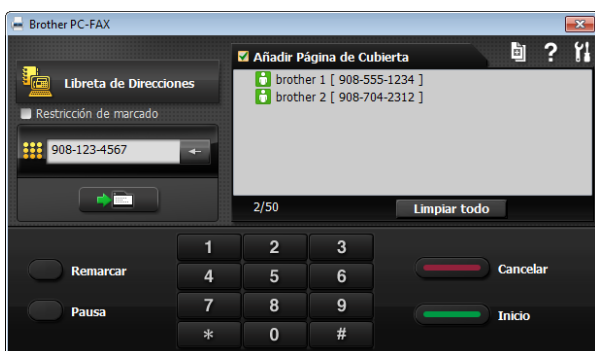 Brother PC-FAX
Añadir Página de Cubierta
?
Libreta de Direcciones
brother 1 [ 908-555-1234 ]
brother 2 [ 908-704-2312 ]
Restricción de marcado
908-123-4567
2/50
Limpiar todo
1 2 3
Remarcar
4 5 6
Cancelar
Pausa
7 8 9
Inicio
* 0 #